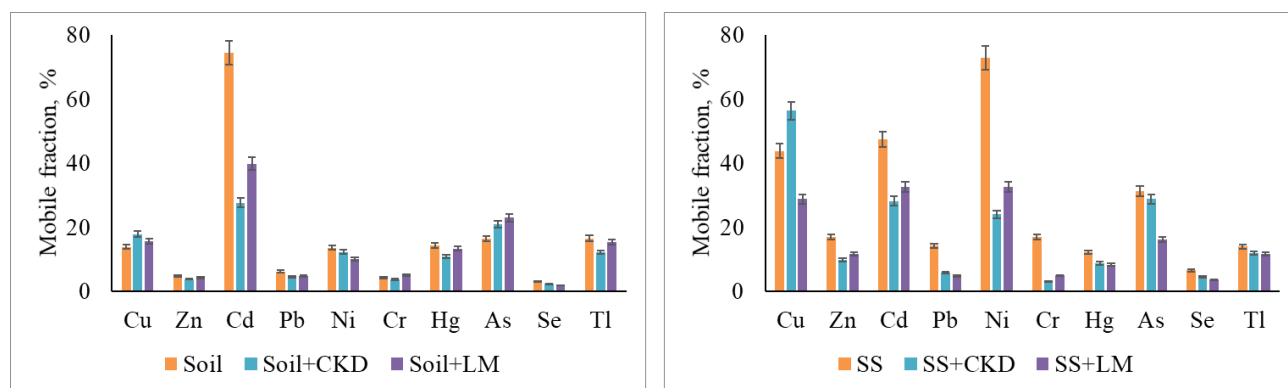 Mobile fraction, %
80
60
40
20
0
Cu Zn Cd Pb Ni Cr Hg As Se Tl
Soil Soil+CKD Soil+LM
Mobile fraction, %
80
60
40
20
0
Cu Zn Cd Pb Ni Cr Hg As Se Tl
SS SS+CKD SS+LM